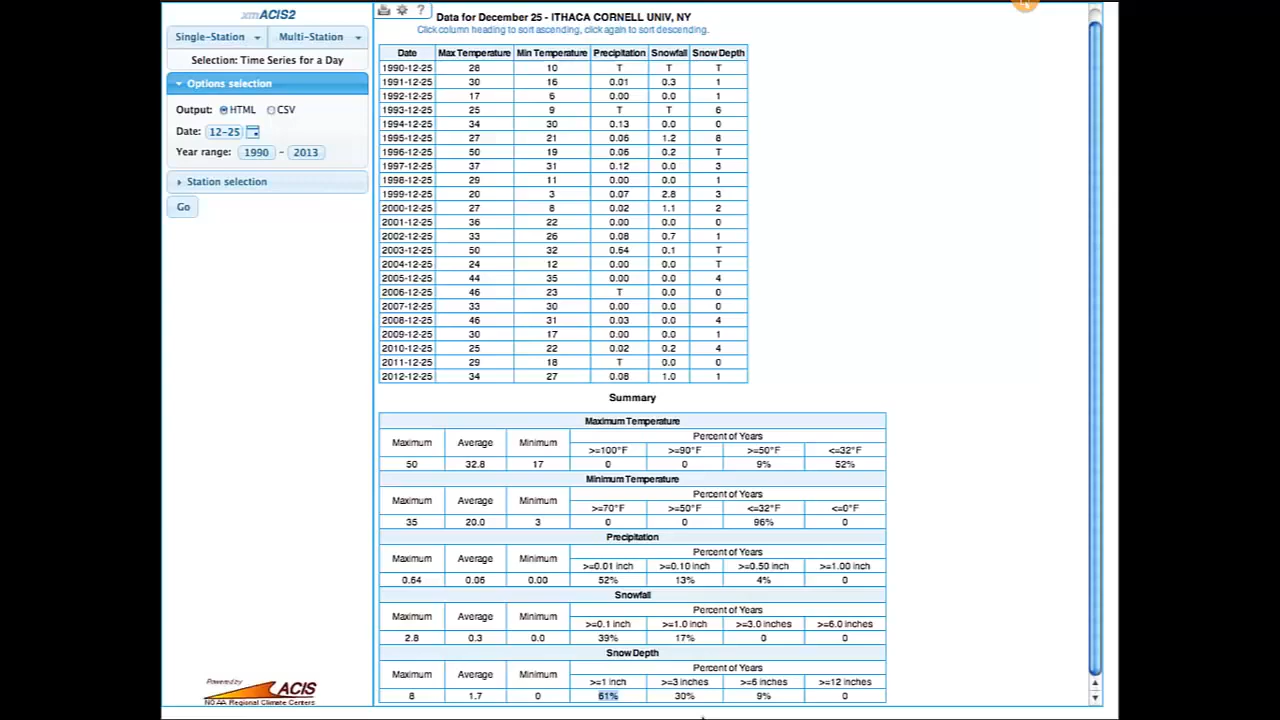 xmACIS2
Single-Station Multi-Station
Selection: Time Series for a Day
Options selection
Output: HTML CSV
Date: 12-25
Year range: 1990 - 2013
Station selection
Go
Powered by
ACIS
NOAA Regional Climate Centers
?
Data for December 25 - ITHACA CORNELL UNIV, NY
Click column heading to sort ascending, click again to sort descending.
Date Max Temperature Min Temperature Precipitation Snowfall Snow Depth
1990-12-25 28 10 T T T
1991-12-25 30 16 0.01 0.3 1
1992-12-25 17 6 0.00 0.0 1
1993-12-25 25 9 T T 6
1994-12-25 34 30 0.13 0.0 0
1995-12-25 27 21 0.06 1.2 8
1996-12-25 50 19 0.06 0.2 T
1997-12-25 37 31 0.12 0.0 3
1998-12-25 29 11 0.00 0.0 1
1999-12-25 20 3 0.07 2.8 3
2000-12-25 27 8 0.02 1.1 2
2001-12-25 36 22 0.00 0.0 0
2002-12-25 33 26 0.08 0.7 1
2003-12-25 50 32 0.64 0.1 T
2004-12-25 24 12 0.00 0.0 T
2005-12-25 44 35 0.00 0.0 4
2006-12-25 46 23 T 0.0 0
2007-12-25 33 30 0.00 0.0 0
2008-12-25 46 31 0.03 0.0 4
2009-12-25 30 17 0.00 0.0 1
2010-12-25 25 22 0.02 0.2 4
2011-12-25 29 18 T 0.0 0
2012-12-25 34 27 0.08 1.0 1
Summary
Maximum Temperature
Maximum Average Minimum Percent of Years
>=100°F >=90°F >=50°F <=32°F
50 32.8 17 0 0 9% 52%
Minimum Temperature
Maximum Average Minimum Percent of Years
>=70°F >=50°F <=32°F <=0°F
35 20.0 3 0 0 96% 0
Precipitation
Maximum Average Minimum Percent of Years
>=0.01 inch >=0.10 inch >=0.50 inch >=1.00 inch
0.64 0.06 0.00 52% 13% 4% 0
Snowfall
Maximum Average Minimum Percent of Years
>=0.1 inch >=1.0 inch >=3.0 inches >=6.0 inches
2.8 0.3 0.0 39% 17% 0 0
Snow Depth
Maximum Average Minimum Percent of Years
>=1 inch >=3 inches >=6 inches >=12 inches
8 1.7 0 61% 30% 9% 0